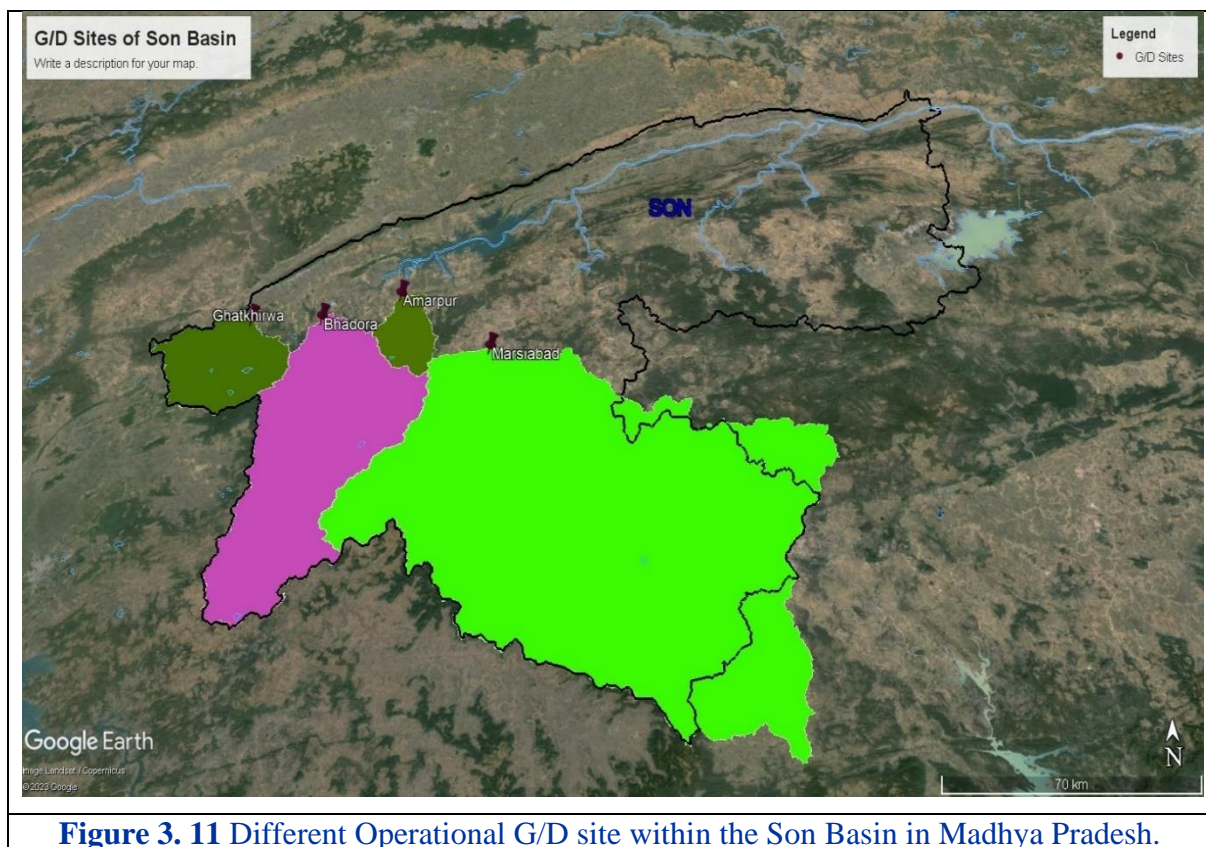 G/D Sites of Son Basin
Write a description for your map.
Legend
G/D Sites
SON
Amarpur
Ghatkhirwa
Bhadora
Marsiabad
Google Earth
Image Landsat / Copernicus
© 2023 Google
N
70 km
Figure 3. 11 Different Operational G/D site within the Son Basin in Madhya Pradesh.